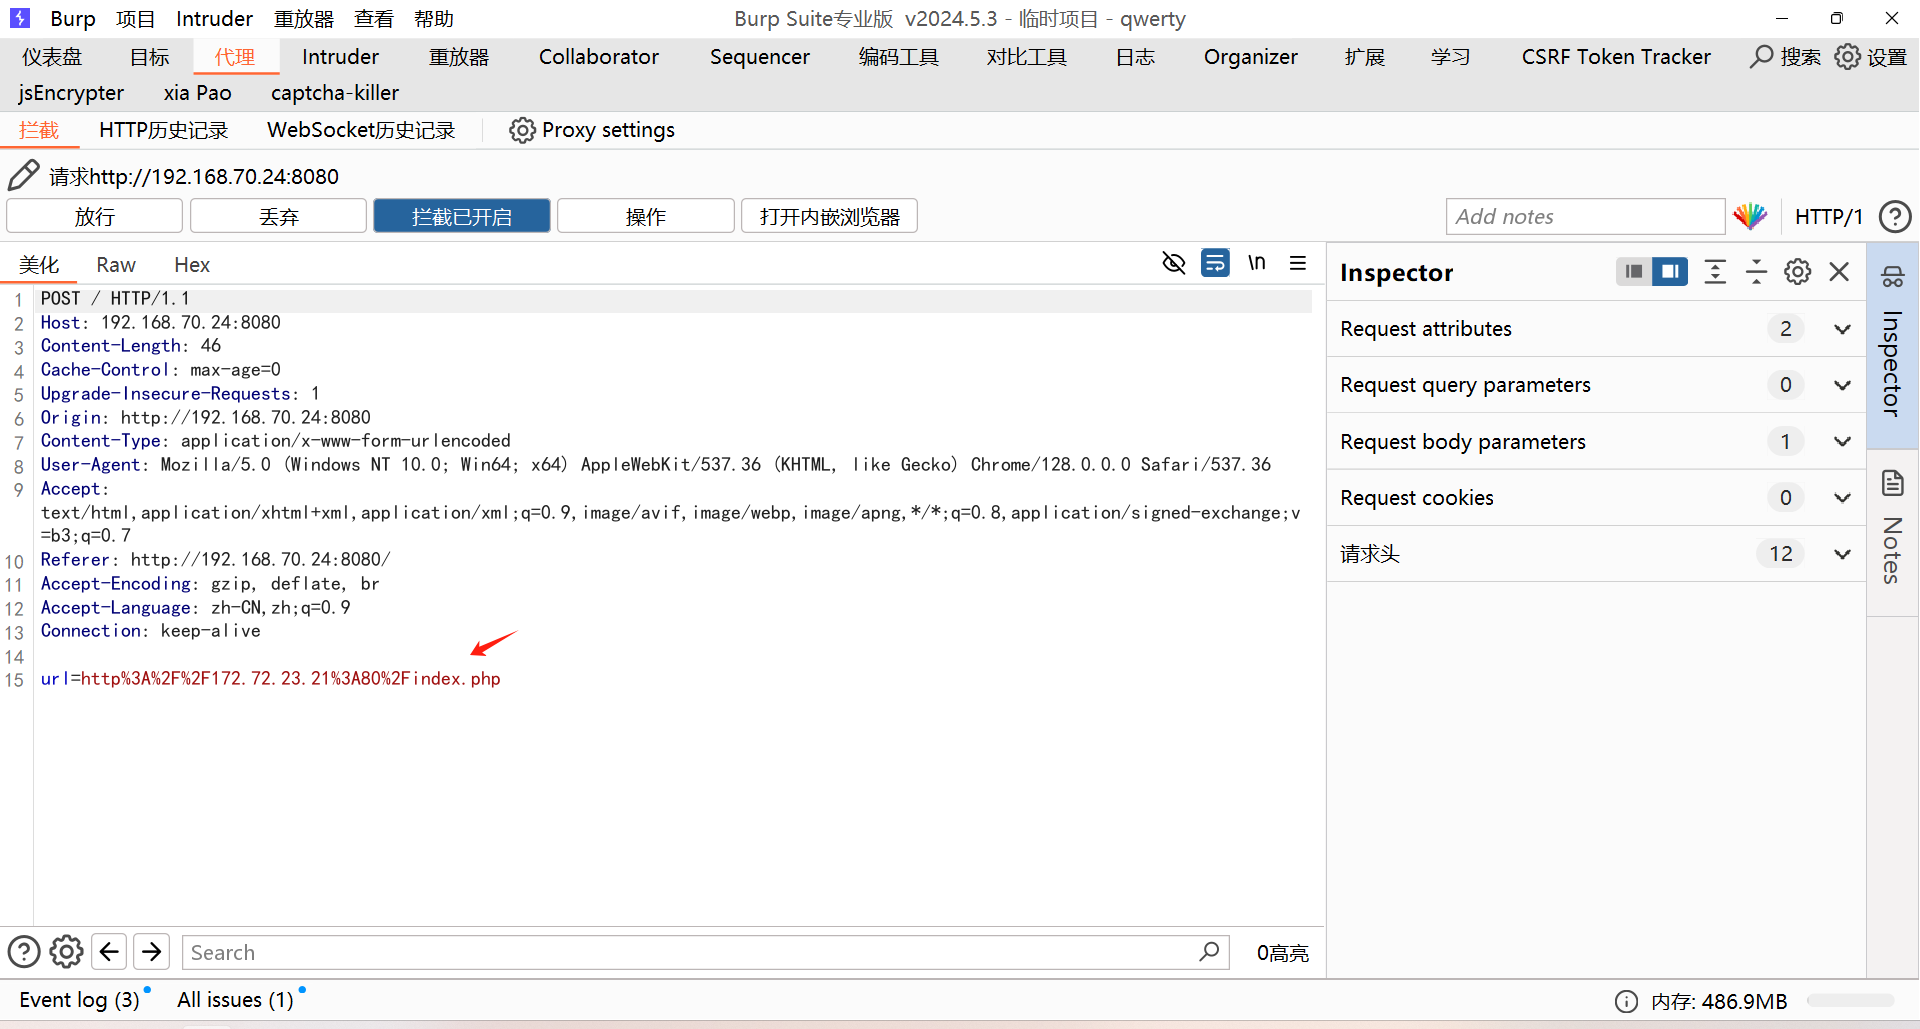 Burp 项目 Intruder 重放器 查看 帮助 Burp Suite专业版 v2024.5.3 - 临时项目 - qwerty
仪表盘 目标 代理 Intruder 重放器 Collaborator Sequencer 编码工具 对比工具 日志 Organizer 扩展 学习 CSRF Token Tracker 搜索 设置
jsEncrypter xia Pao captcha-killer
拦截 HTTP历史记录 WebSocket历史记录 Proxy settings
请求http://192.168.70.24:8080
放行 丢弃 拦截已开启 操作 打开内嵌浏览器 Add notes HTTP/1
美化 Raw Hex \n
1 POST / HTTP/1.1
2 Host: 192.168.70.24:8080
3 Content-Length: 46
4 Cache-Control: max-age=0
5 Upgrade-Insecure-Requests: 1
6 Origin: http://192.168.70.24:8080
7 Content-Type: application/x-www-form-urlencoded
8 User-Agent: Mozilla/5.0 (Windows NT 10.0; Win64; x64) AppleWebKit/537.36 (KHTML, like Gecko) Chrome/128.0.0.0 Safari/537.36
9 Accept:
text/html,application/xhtml+xml,application/xml;q=0.9,image/avif,image/webp,image/apng,*/*;q=0.8,application/signed-exchange;v
=b3;q=0.7
10 Referer: http://192.168.70.24:8080/
11 Accept-Encoding: gzip, deflate, br
12 Accept-Language: zh-CN,zh;q=0.9
13 Connection: keep-alive
14
15 url=http%3A%2F%2F172.72.23.21%3A80%2Findex.php
Inspector
Request attributes 2
Request query parameters 0
Request body parameters 1
Request cookies 0
请求头 12
Inspector
Notes
Search 0高亮
Event log (3) All issues (1) 内存: 486.9MB